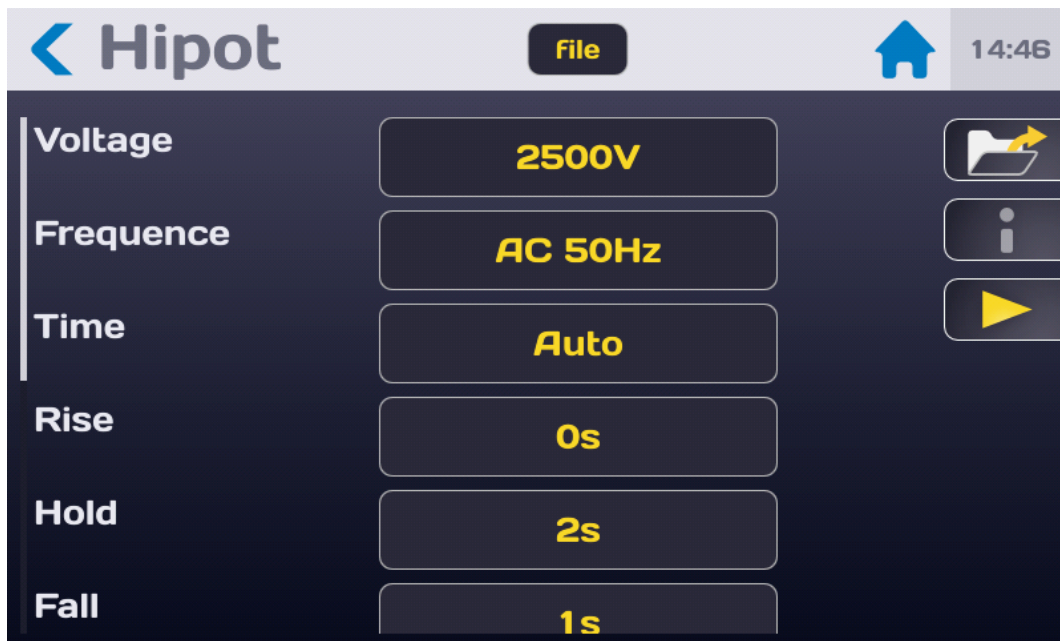 Hipot
File
14:46
Voltage
2500V
Frequence
AC 50Hz
Time
Auto
Rise
0s
Hold
2s
Fall
1s